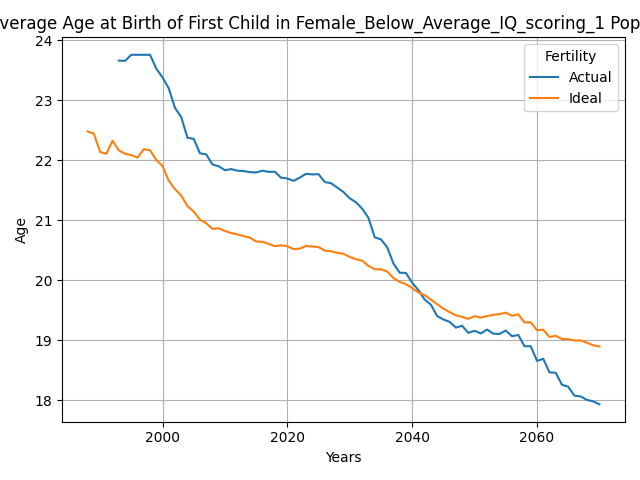 verage Age at Birth of First Child in Female_Below_Average_IQ_scoring_1 Pop
24
23
22
21
20
19
18
Age
Fertility
Actual
Ideal
2000 2020 2040 2060
Years